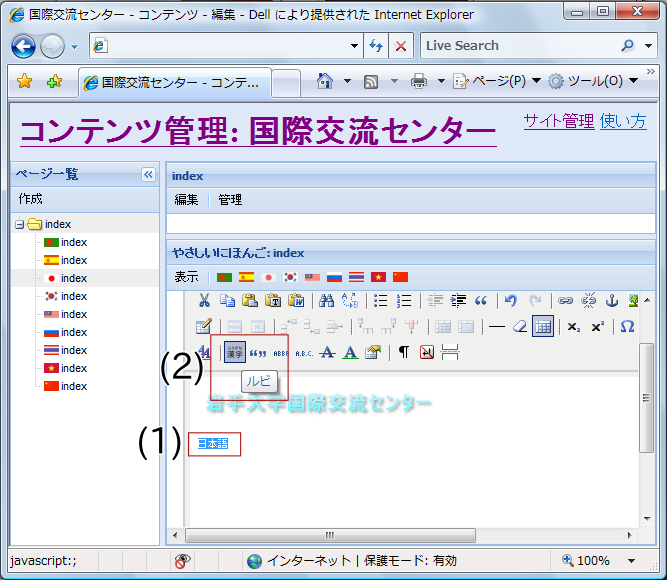 国際交流センター - コンテンツ - 編集 - Dell により提供された Internet Explorer
Live Search
国際交流センター - コンテ...
ページ(P)
ツール(O)
コンテンツ管理: 国際交流センター
サイト管理 使い方
ページ一覧
作成
index
index
index
index
index
index
index
index
index
index
index
編集 管理
やさしいにほんご: index
表示
漢字
ABBR
A.B.C.
(2)
ルビ
岩手大学国際交流センター
(1)
日本語
javascript:;
インターネット | 保護モード: 有効
100%